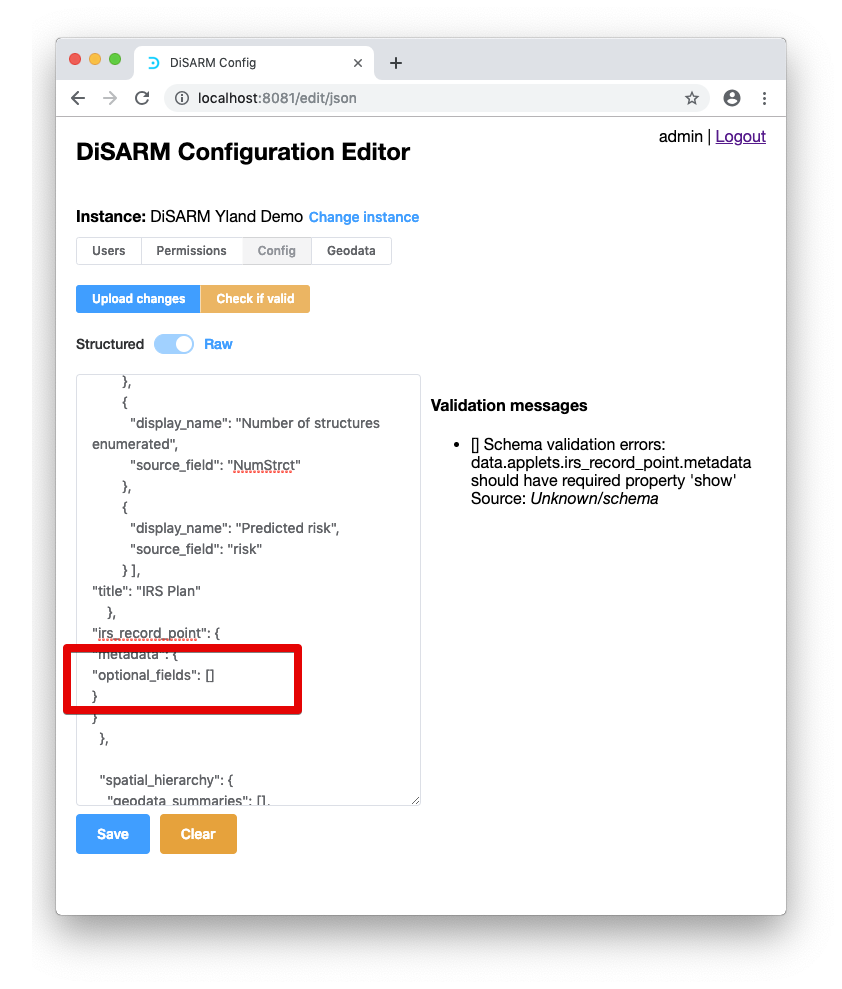 DiSARM Config
localhost:8081/edit/json
admin | Logout
DiSARM Configuration Editor
Instance: DiSARM Yland Demo Change instance
Users Permissions Config Geodata
Upload changes Check if valid
Structured Raw
},
{
"display_name": "Number of structures
enumerated",
"source_field": "NumStrct"
},
{
"display_name": "Predicted risk",
"source_field": "risk"
} ],
"title": "IRS Plan"
},
"irs_record_point": {
"metadata": {
"optional_fields": []
}
}
},
"spatial_hierarchy": {
"geodata_summaries": [],
Validation messages
• [] Schema validation errors:
data.applets.irs_record_point.metadata
should have required property 'show'
Source: Unknown/schema
Save Clear